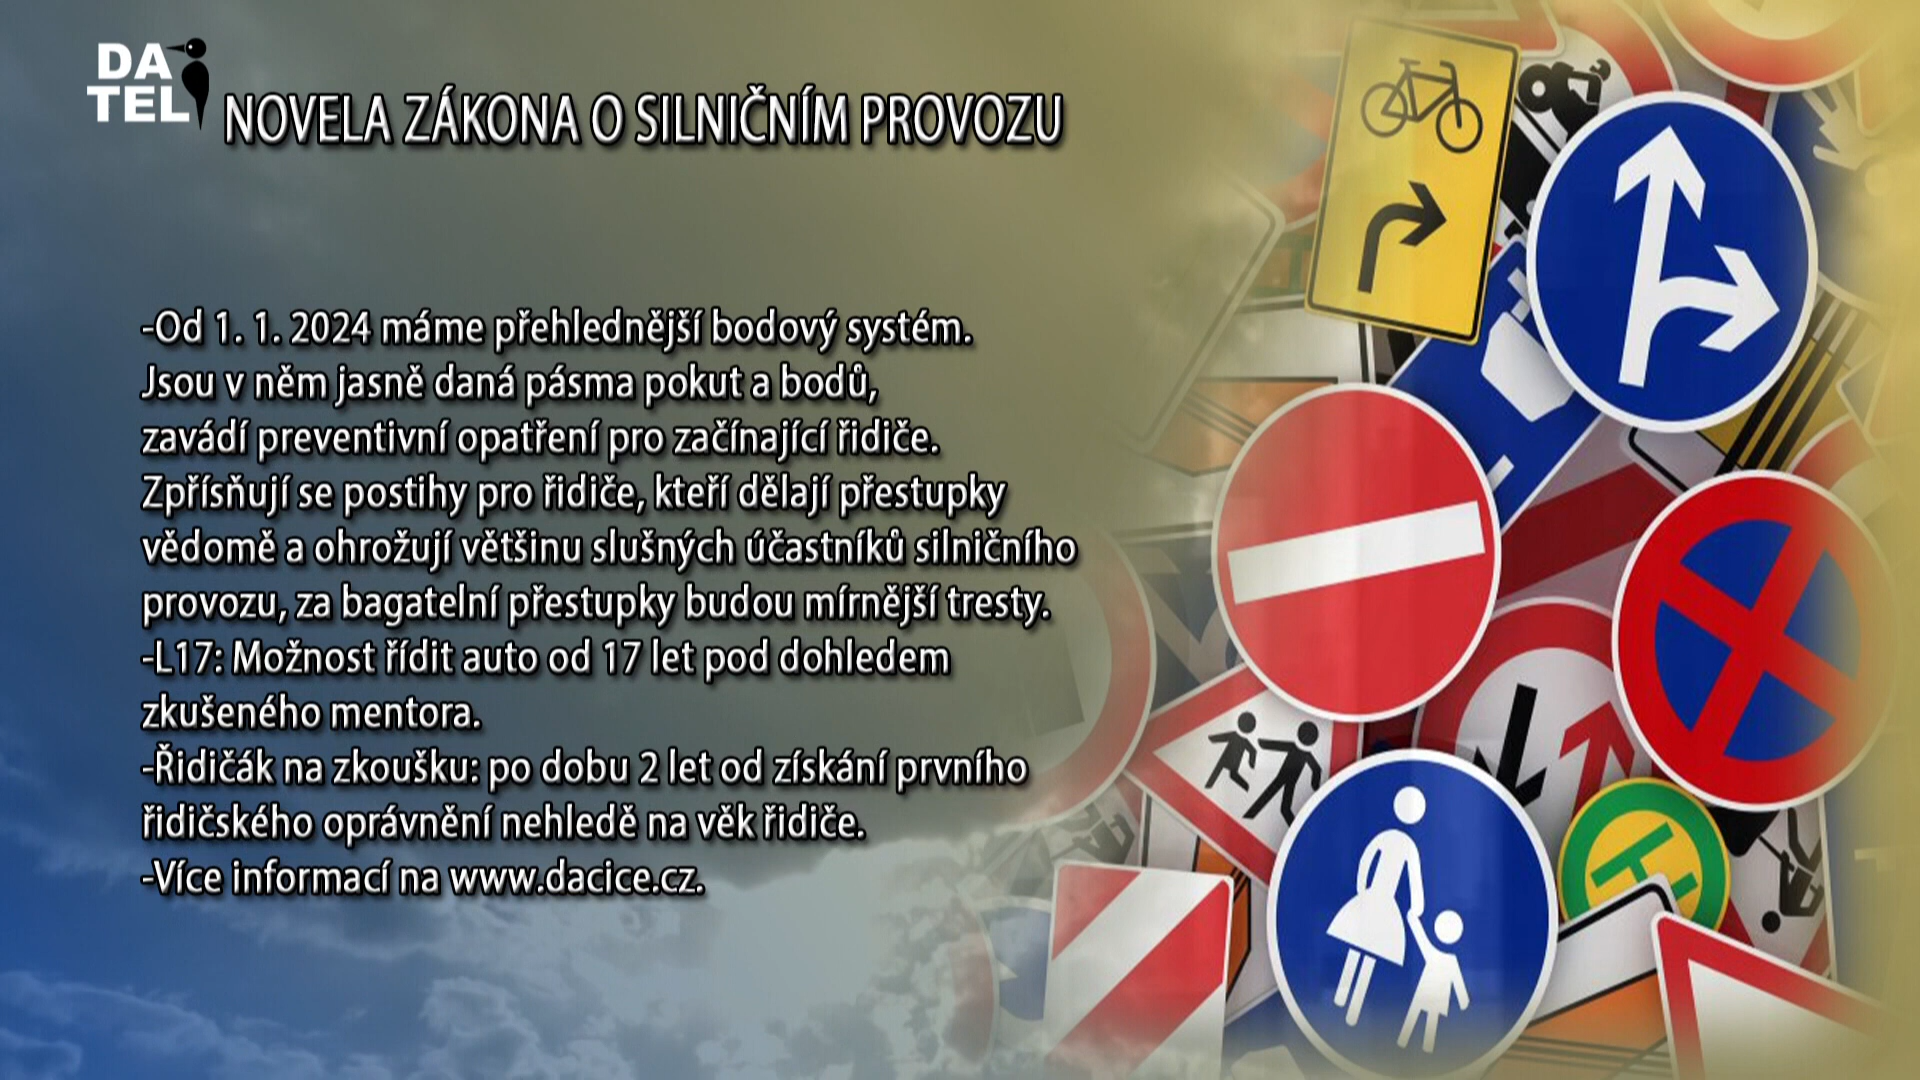 DA
TEL
NOVELA ZÁKONA O SILNIČNÍM PROVOZU
-Od 1. 1. 2024 máme přehlednější bodový systém.
Jsou v něm jasně daná pásma pokut a bodů,
zavádí preventivní opatření pro začínající řidiče.
Zpřísňují se postihy pro řidiče, kteří dělají přestupky
vědomě a ohrožují většinu slušných účastníků silničního
provozu, za bagatelní přestupky budou mírnější tresty.
-L17: Možnost řídit auto od 17 let pod dohledem
zkušeného mentora.
-Řidičák na zkoušku: po dobu 2 let od získání prvního
řidičského oprávnění nehledě na věk řidiče.
-Více informací na www.dacice.cz.
H